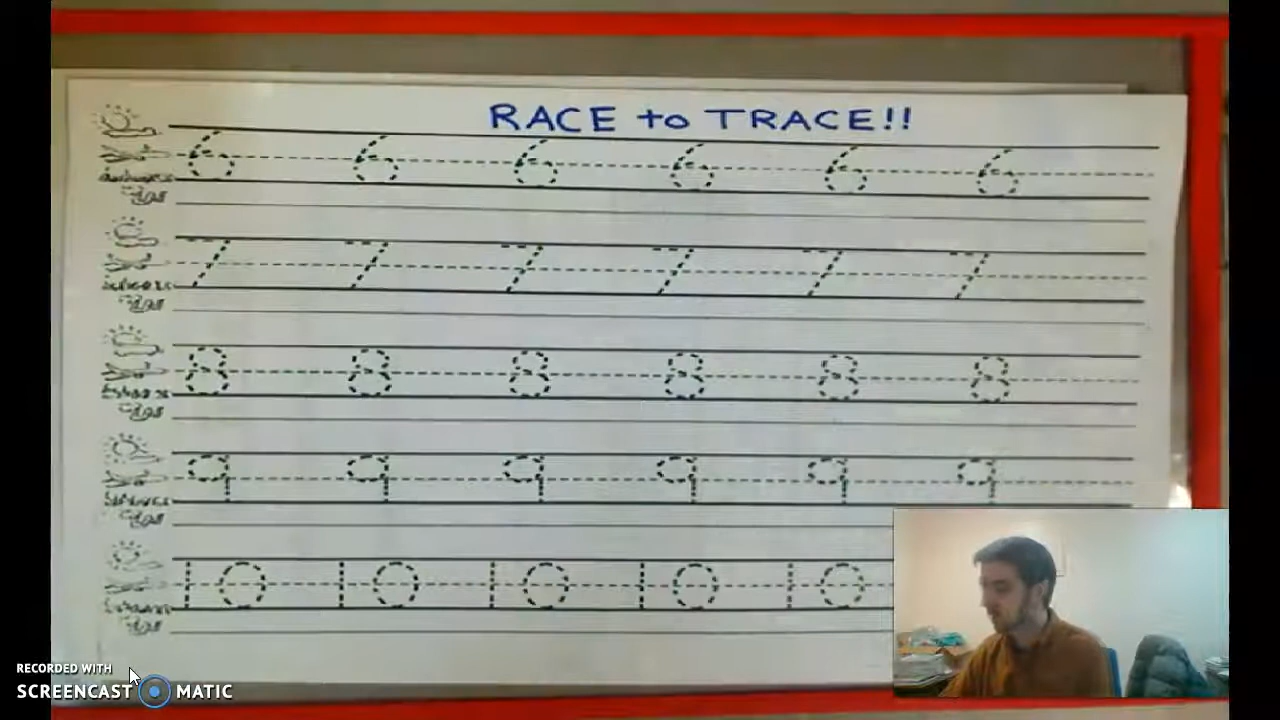 RACE to TRACE!!
6 6 6 6 6 6
7 7 7 7 7 7
8 8 8 8 8 8
9 9 9 9 9 9
10 10 10 10 10
RECORDED WITH
SCREENCAST MATIC